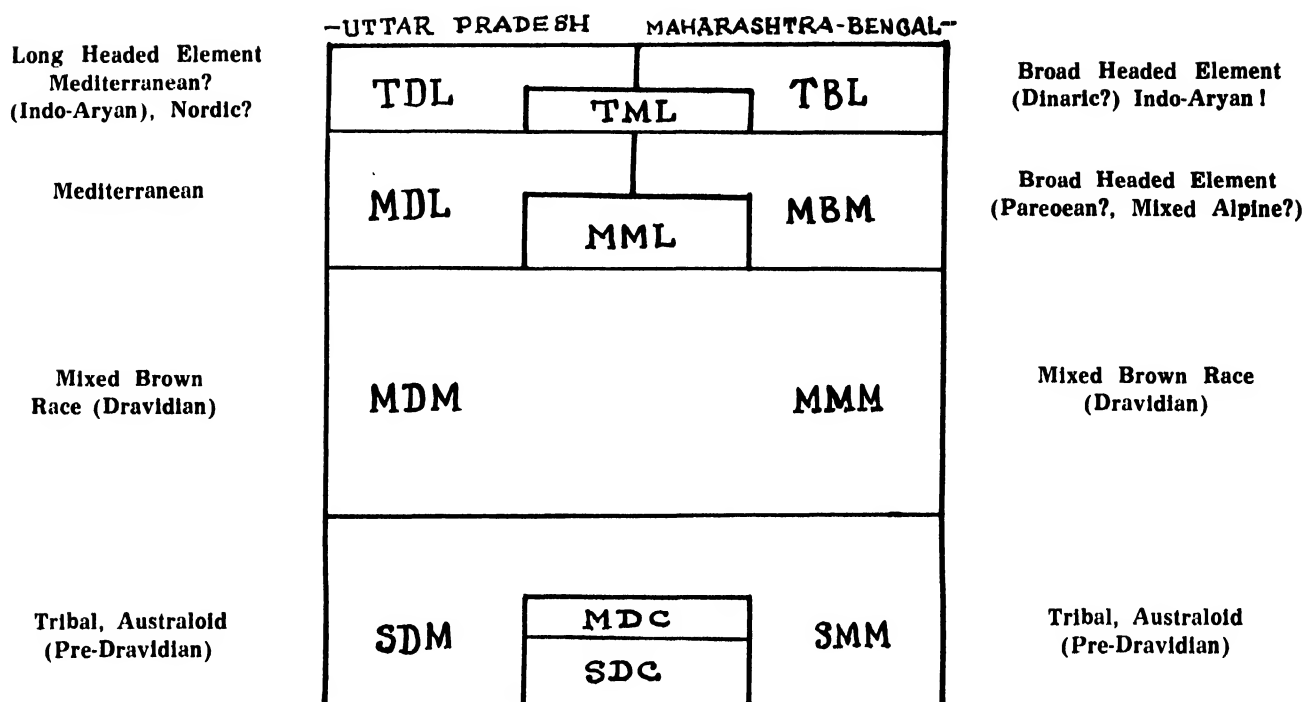 -UTTAR PRADESH MAHARASHTRA-BENGAL-
Long Headed Element
Mediterranean?
(Indo-Aryan), Nordic?
TDL
TML
TBL
Broad Headed Element
(Dinaric?) Indo-Aryan !
Mediterranean
MDL
MML
MBM
Broad Headed Element
(Pareoean?, Mixed Alpine?)
Mixed Brown
Race (Dravidian)
MDM
MMM
Mixed Brown Race
(Dravidian)
Tribal, Australoid
(Pre-Dravidian)
SDM
MDC
SDC
SMM
Tribal, Australoid
(Pre-Dravidian)